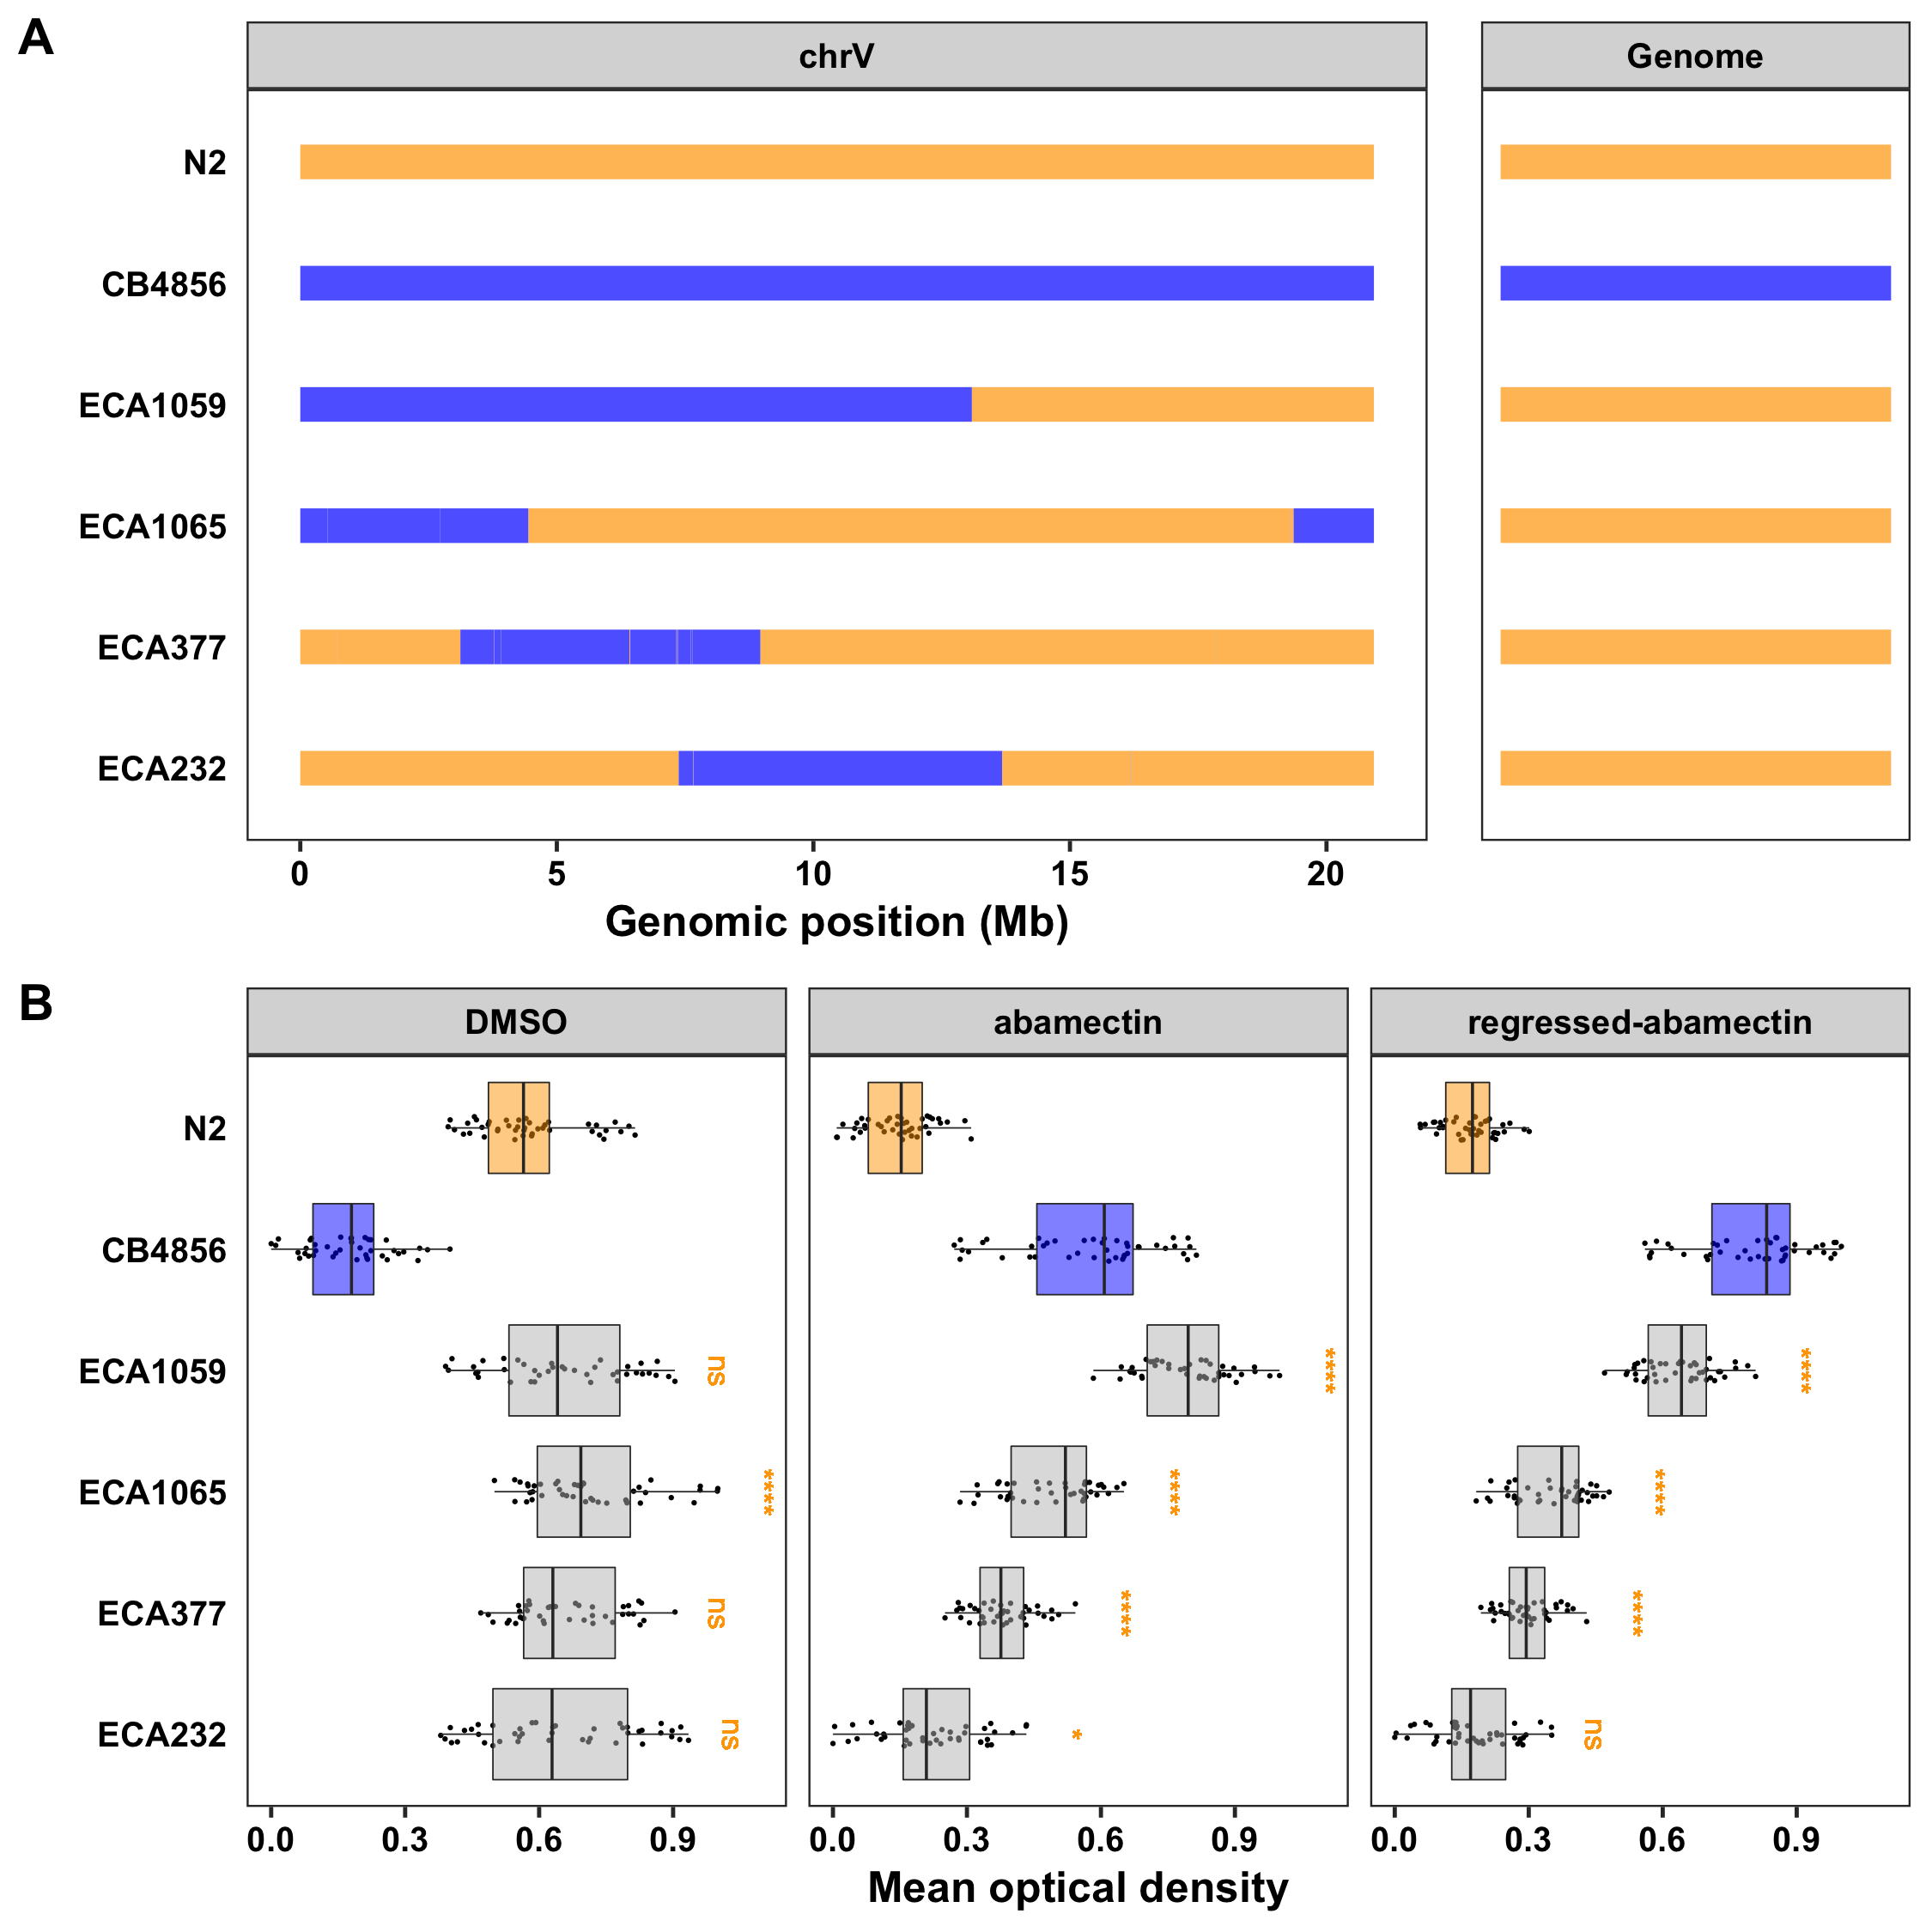 A
chrV
Genome
N2
CB4856
ECA1059
ECA1065
ECA377
ECA232
0 5 10 15 20
Genomic position (Mb)
B
DMSO
abamectin
regressed-abamectin
N2
CB4856
ECA1059
ns
****
****
ECA1065
****
****
****
ECA377
ns
****
****
ECA232
ns
*
ns
0.0 0.3 0.6 0.9
0.0 0.3 0.6 0.9
0.0 0.3 0.6 0.9
Mean optical density